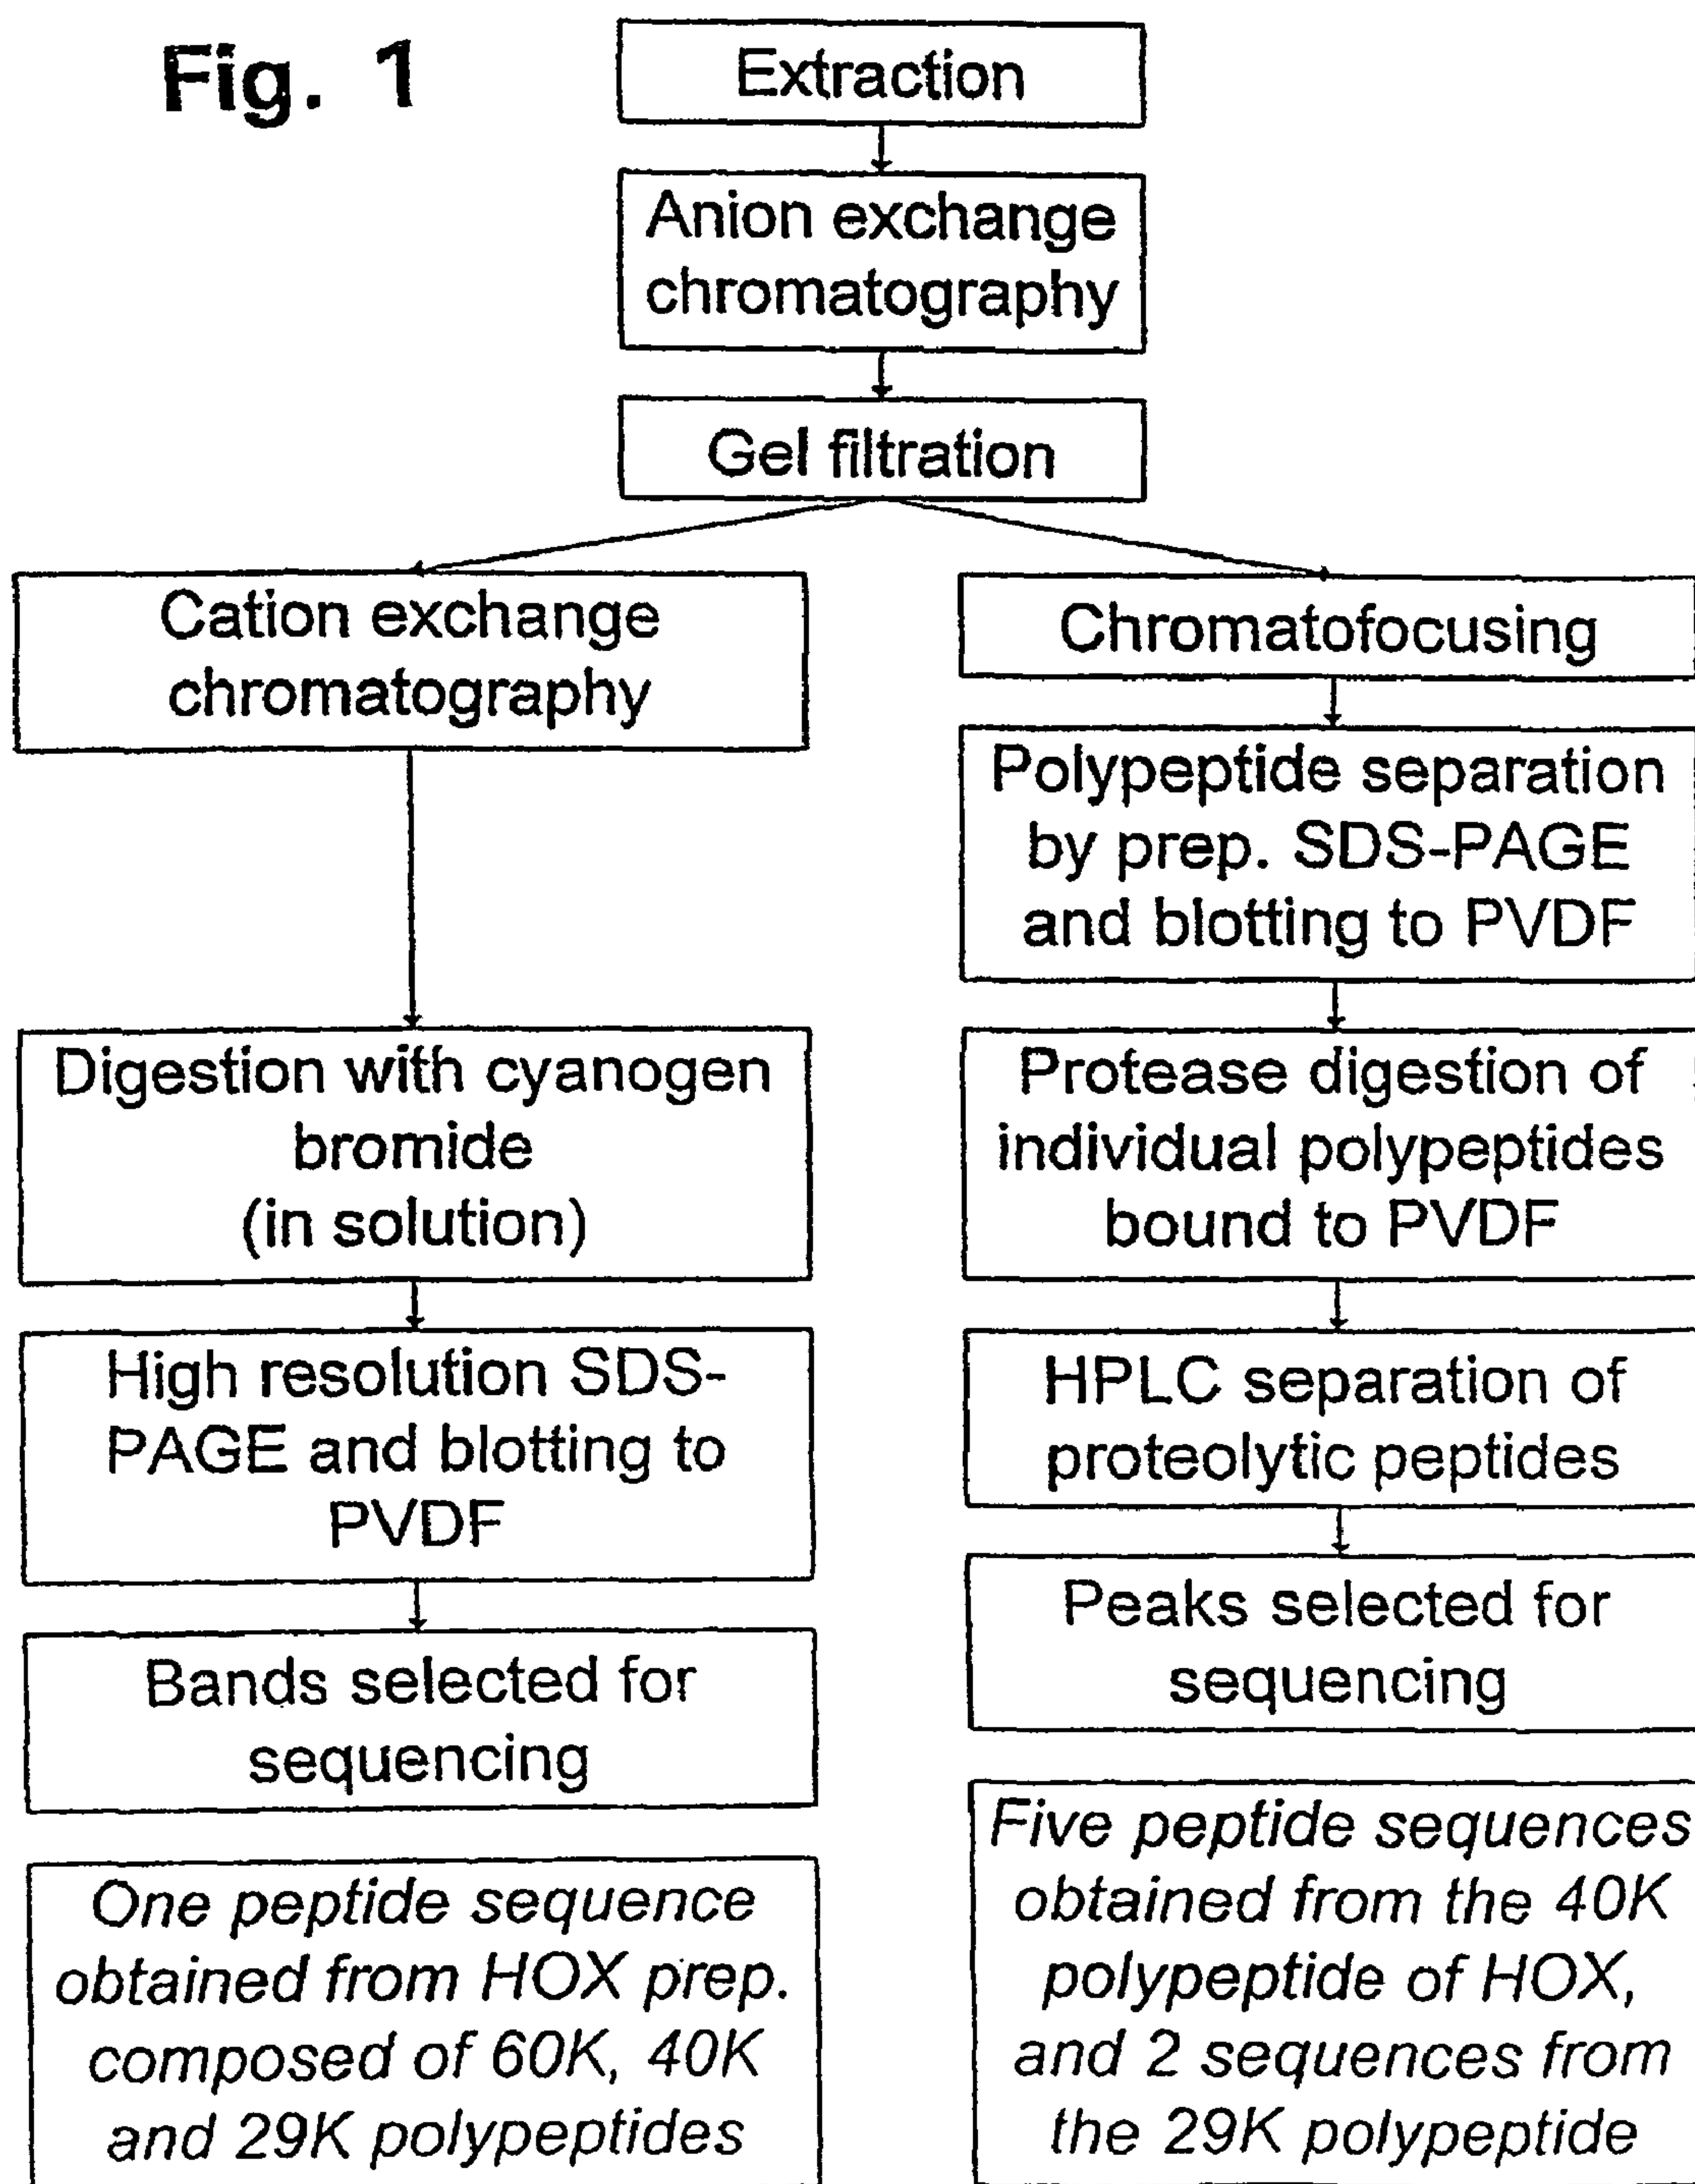 Fig. 1
Extraction
Anion exchange
chromatography
Gel filtration
Cation exchange
chromatography
Digestion with cyanogen
bromide
(in solution)
High resolution SDS-
PAGE and blotting to
PVDF
Bands selected for
sequencing
One peptide sequence
obtained from HOX prep.
composed of 60K, 40K
and 29K polypeptides
Chromatofocusing
Polypeptide separation
by prep. SDS-PAGE
and blotting to PVDF
Protease digestion of
individual polypeptides
bound to PVDF
HPLC separation of
proteolytic peptides
Peaks selected for
sequencing
Five peptide sequences
obtained from the 40K
polypeptide of HOX,
and 2 sequences from
the 29K polypeptide